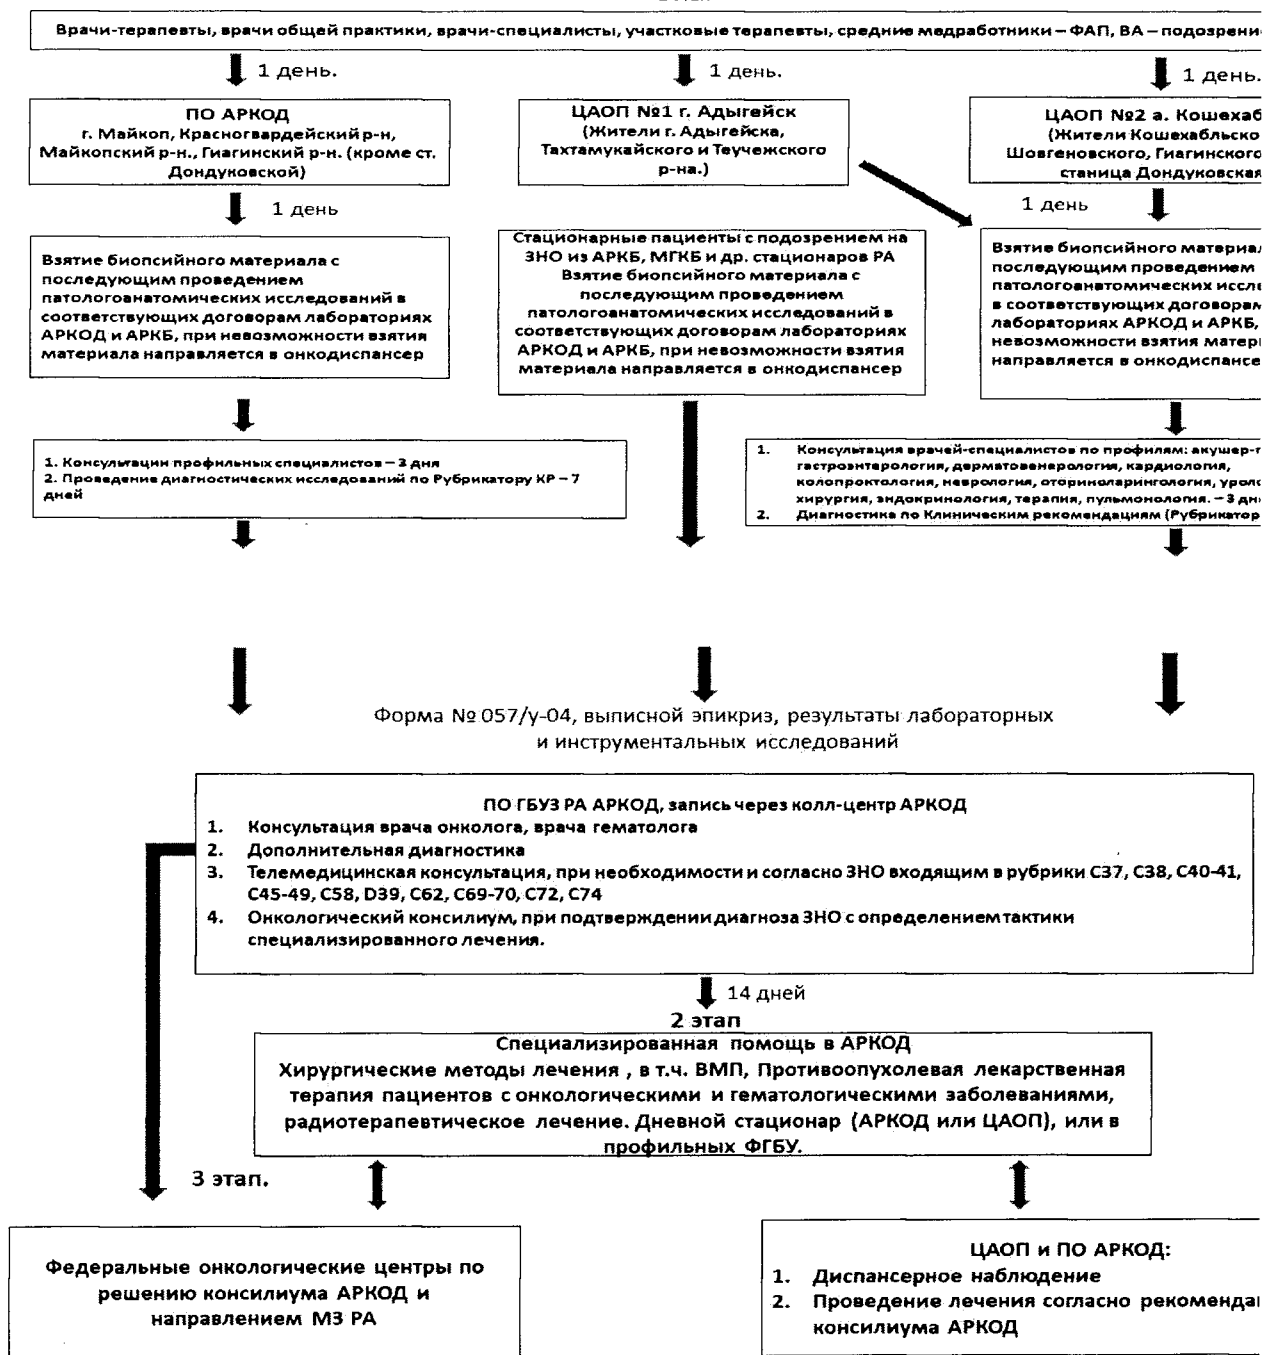 Врачи-терапевты, врачи общей практики, врачи-специалисты, участковые терапевты, средние медработники – ФАП, ВА – подозрени
1 день.
1 день.
1 день.
ПО АРКОД
г. Майкоп, Красногвардейский р-н,
Майкопский р-н., Гиагинский р-н. (кроме ст.
Дондуковской)
ЦАОП №1 г. Адыгейск
(Жители г. Адыгейска,
Тахтамукайского и Теучежского
р-на.)
ЦАОП №2 а. Кошехаб
(Жители Кошехабльско
Шовгеновского, Гиагинского
станица Дондуковская
1 день
1 день
Взятие биопсийного материала с
последующим проведением
патологоанатомических исследований в
соответствующих договорам лабораториях
АРКОД и АРКБ, при невозможности взятия
материала направляется в онкодиспансер
Стационарные пациенты с подозрением на
ЗНО из АРКБ, МГКБ и др. стационаров РА
Взятие биопсийного материала с
последующим проведением
патологоанатомических исследований в
соответствующих договорам лабораториях
АРКОД и АРКБ, при невозможности взятия
материала направляется в онкодиспансер
Взятие биопсийного материал
последующим проведением
патологоанатомических иссле
в соответствующих договорам
лабораториях АРКОД и АРКБ,
невозможности взятия матери
направляется в онкодиспансе
1. Консультации профильных специалистов – 3 дня
2. Проведение диагностических исследований по Рубрикатору КР – 7
дней
1. Консультация врачей-специалистов по профилям: акушер-г
гастроэнтерология, дерматовенерология, кардиология,
колопроктология, неврология, оториноларингология, уроло
хирургия, эндокринология, терапия, пульмонология. – 3 дн
2. Диагностика по Клиническим рекомендациям (Рубрикатор
Форма № 057/у-04, выписной эпикриз, результаты лабораторных
и инструментальных исследований
ПО ГБУЗ РА АРКОД, запись через колл-центр АРКОД
1. Консультация врача онколога, врача гематолога
2. Дополнительная диагностика
3. Телемедицинская консультация, при необходимости и согласно ЗНО входящим в рубрики С37, С38, С40-41,
С45-49, С58, D39, С62, С69-70, С72, С74
4. Онкологический консилиум, при подтверждении диагноза ЗНО с определением тактики
специализированного лечения.
14 дней
2 этап
Специализированная помощь в АРКОД
Хирургические методы лечения , в т.ч. ВМП, Противоопухолевая лекарственная
терапия пациентов с онкологическими и гематологическими заболеваниями,
радиотерапевтическое лечение. Дневной стационар (АРКОД или ЦАОП), или в
профильных ФГБУ.
3 этап.
Федеральные онкологические центры по
решению консилиума АРКОД и
направлением МЗ РА
ЦАОП и ПО АРКОД:
1. Диспансерное наблюдение
2. Проведение лечения согласно рекоменда
консилиума АРКОД